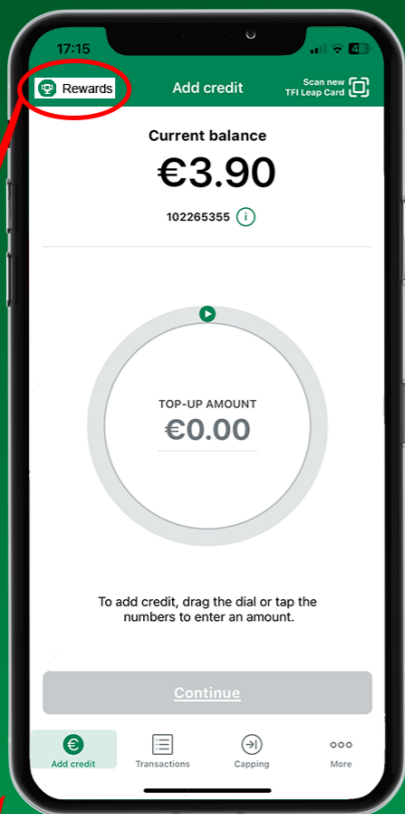 17:15
48
Rewards
Add credit
Scan new
TFI Leap Card
Current balance
€3.90
102265355 i
TOP-UP AMOUNT
€0.00
To add credit, drag the dial or tap the
numbers to enter an amount.
Continue
€
Add credit
Transactions
Capping
More